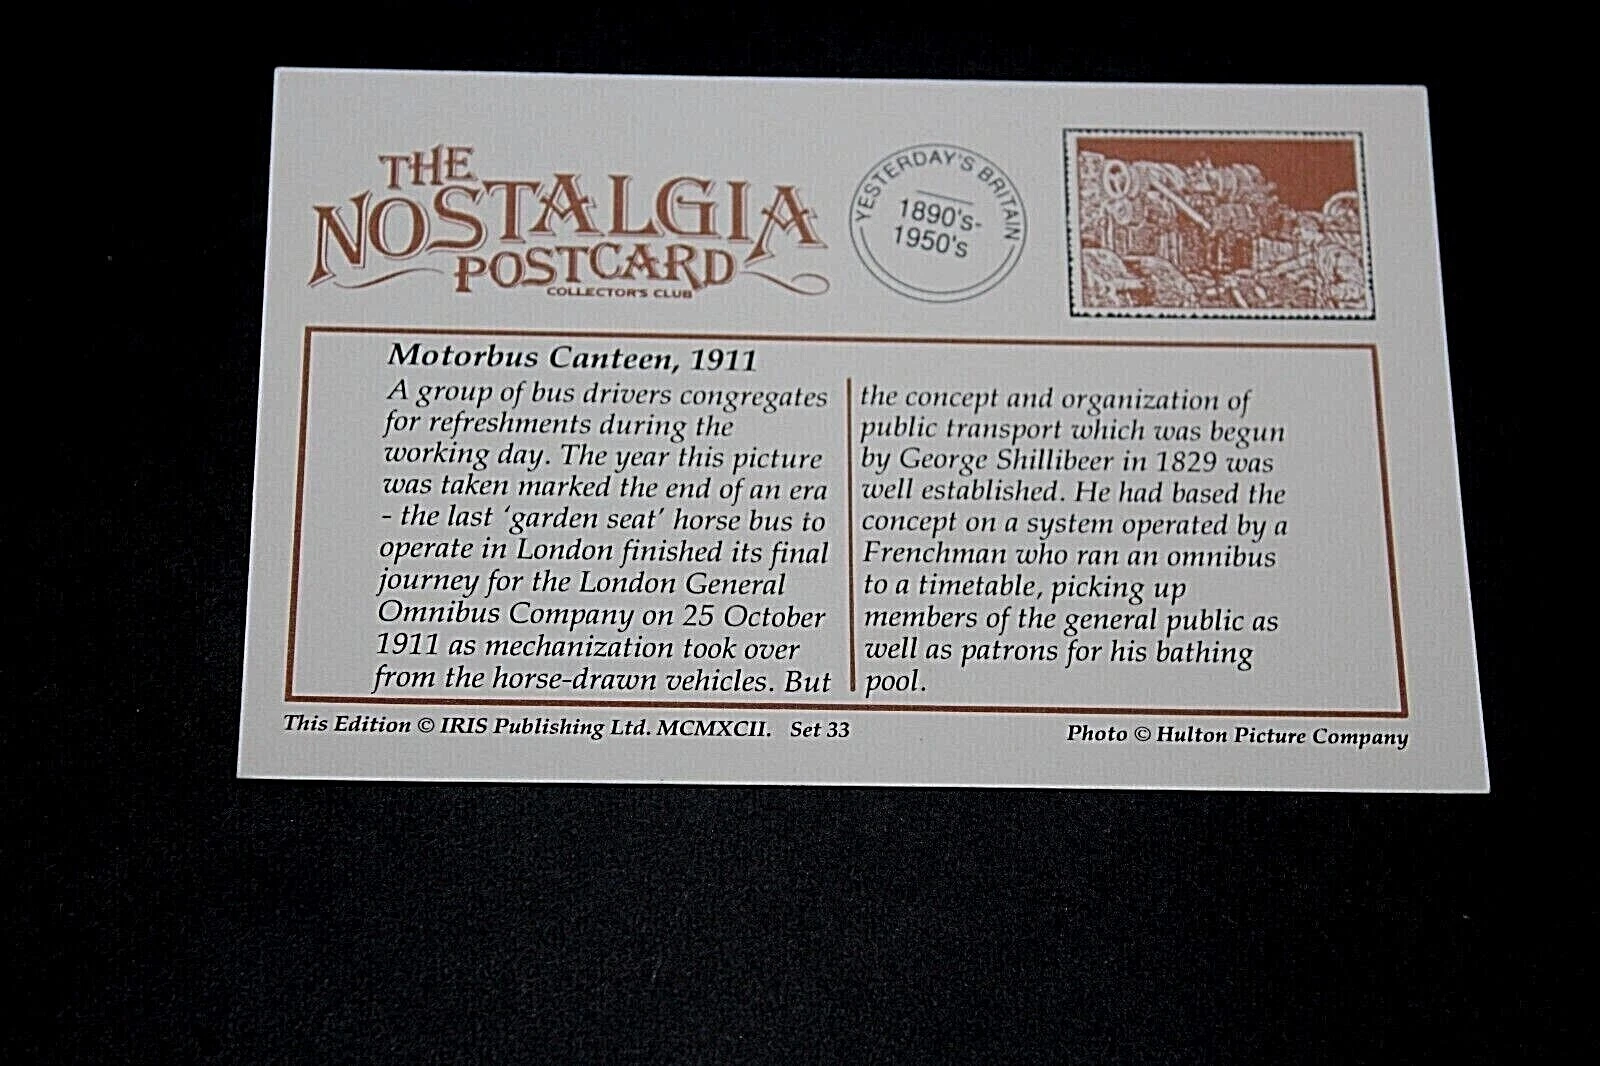 THE
NOSTALGIA
POSTCARD
COLLECTOR'S CLUB
YESTERDAY'S BRITAIN
1890's-
1950's
Motorbus Canteen, 1911
A group of bus drivers congregates
for refreshments during the
working day. The year this picture
was taken marked the end of an era
- the last ‘garden seat’ horse bus to
operate in London finished its final
journey for the London General
Omnibus Company on 25 October
1911 as mechanization took over
from the horse-drawn vehicles. But
the concept and organization of
public transport which was begun
by George Shillibeer in 1829 was
well established. He had based the
concept on a system operated by a
Frenchman who ran an omnibus
to a timetable, picking up
members of the general public as
well as patrons for his bathing
pool.
This Edition © IRIS Publishing Ltd. MCMXCII. Set 33
Photo © Hulton Picture Company